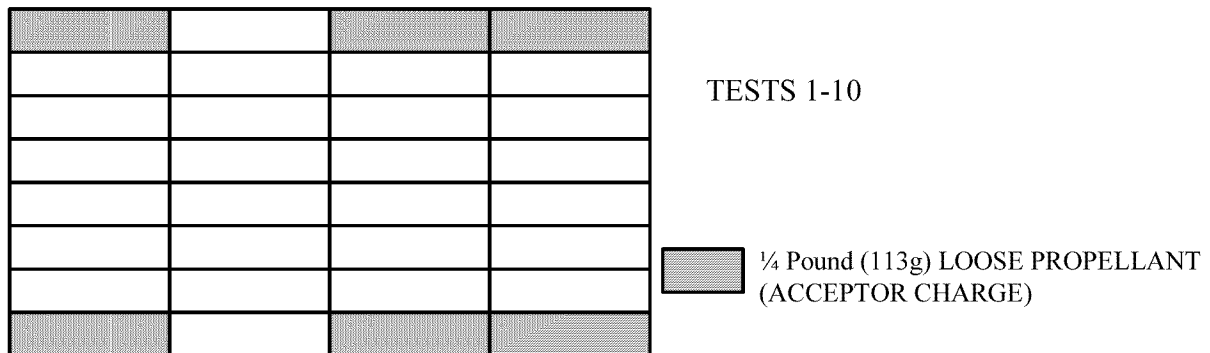 TESTS 1-10
¼ Pound (113g) LOOSE PROPELLANT
(ACCEPTOR CHARGE)